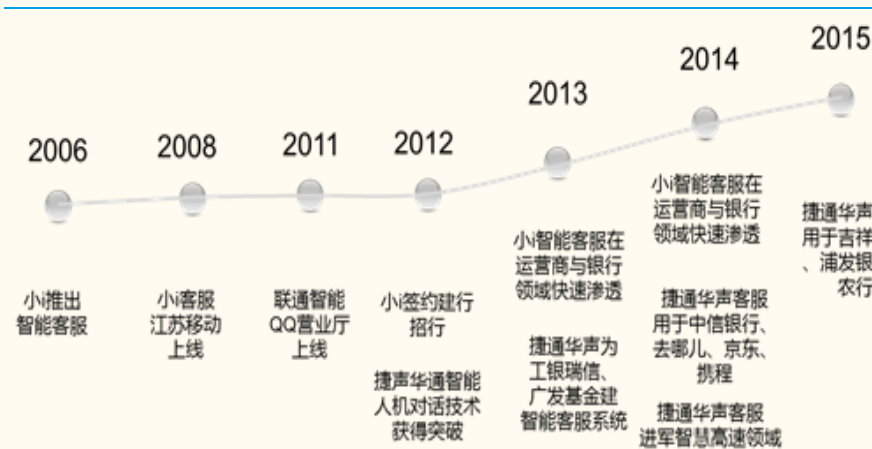 2006
2008
2011
2012
2013
2014
2015
小i推出
智能客服
小i客服
江苏移动
上线
联通智能
QQ营业厅
上线
小i签约建行
招行
捷声华通智能
人机对话技术
获得突破
小i智能客服在
运营商与银行
领域快速渗透
捷通华声为
工银瑞信、
广发基金建
智能客服系统
小i智能客服在
运营商与银行
领域快速渗透
捷通华声客服
用于中信银行、
去哪儿、京东、
携程
捷通华声客服
进军智慧高速领域
捷通华声
用于吉祥
、浦发银
农行